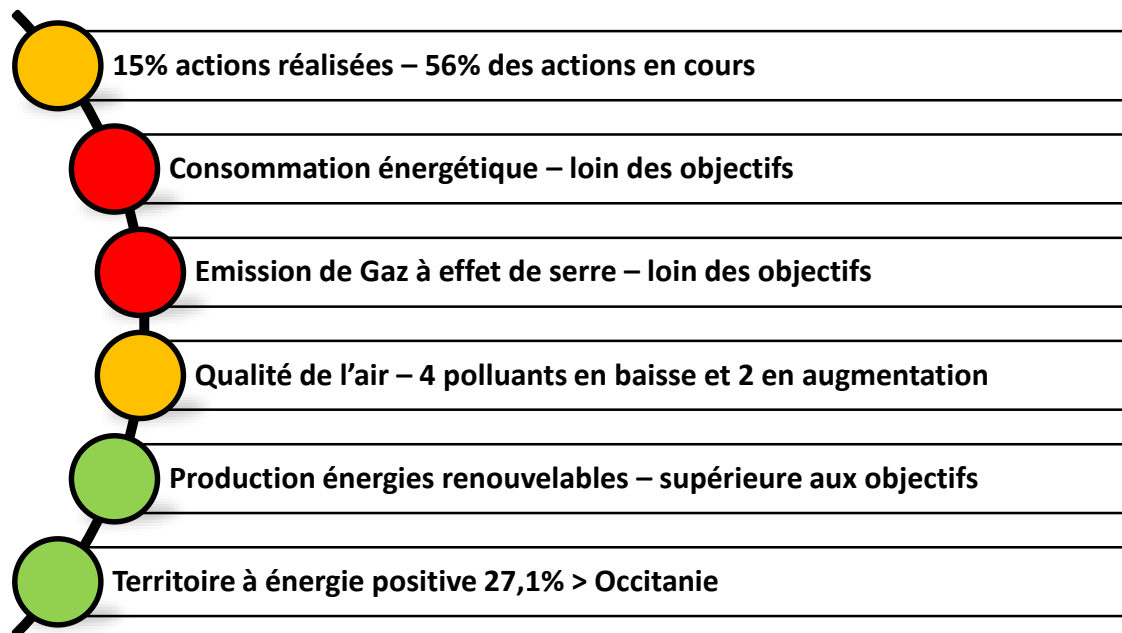 15% actions réalisées – 56% des actions en cours
Consommation énergétique – loin des objectifs
Emission de Gaz à effet de serre – loin des objectifs
Qualité de l’air – 4 polluants en baisse et 2 en augmentation
Production énergies renouvelables – supérieure aux objectifs
Territoire à énergie positive 27,1% > Occitanie